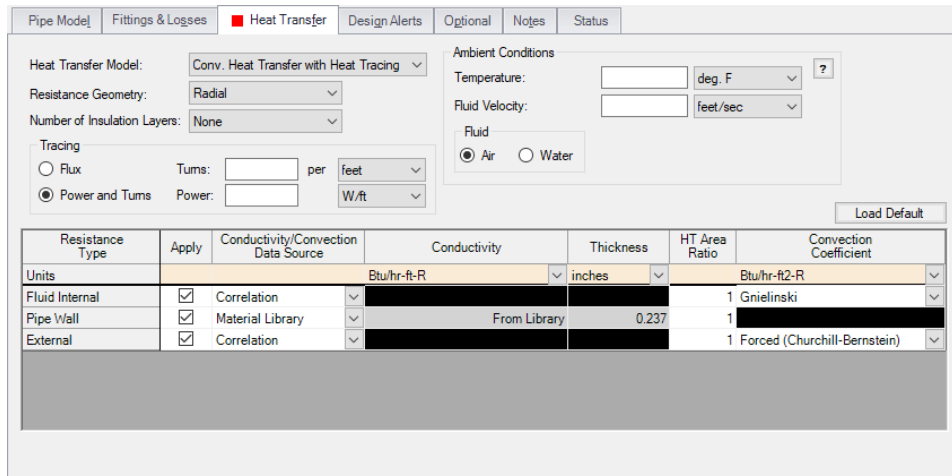 Pipe Model Fittings & Losses Heat Transfer Design Alerts Optional Notes Status
Heat Transfer Model: Conv. Heat Transfer with Heat Tracing
Resistance Geometry: Radial
Number of Insulation Layers: None
Tracing
Flux Turns: per feet
Power and Turns Power: W/ft
Ambient Conditions
Temperature: deg. F ?
Fluid Velocity: feet/sec
Fluid
Air Water
Load Default
Resistance Type Apply Conductivity/Convection Data Source Conductivity Thickness HT Area Ratio Convection Coefficient
Units Btu/hr-ft-R inches Btu/hr-ft2-R
Fluid Internal Correlation 1 Gnielinski
Pipe Wall Material Library From Library 0.237 1
External Correlation 1 Forced (Churchill-Bernstein)